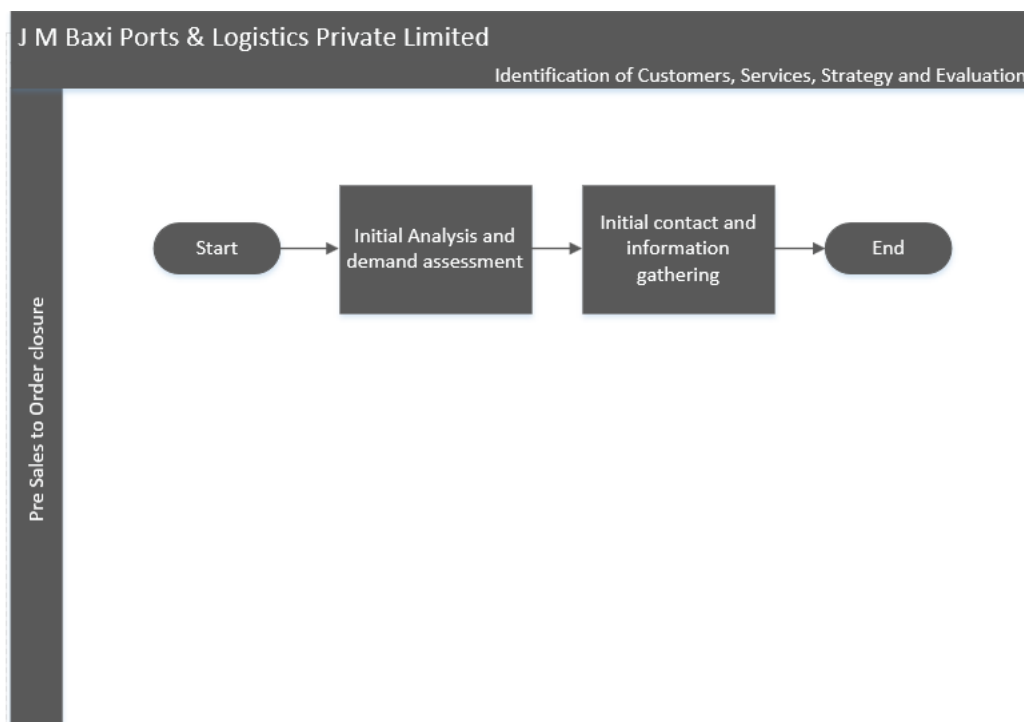 J M Baxi Ports & Logistics Private Limited
Identification of Customers, Services, Strategy and Evaluation
Pre Sales to Order closure
Start
Initial Analysis and
demand assessment
Initial contact and
information
gathering
End